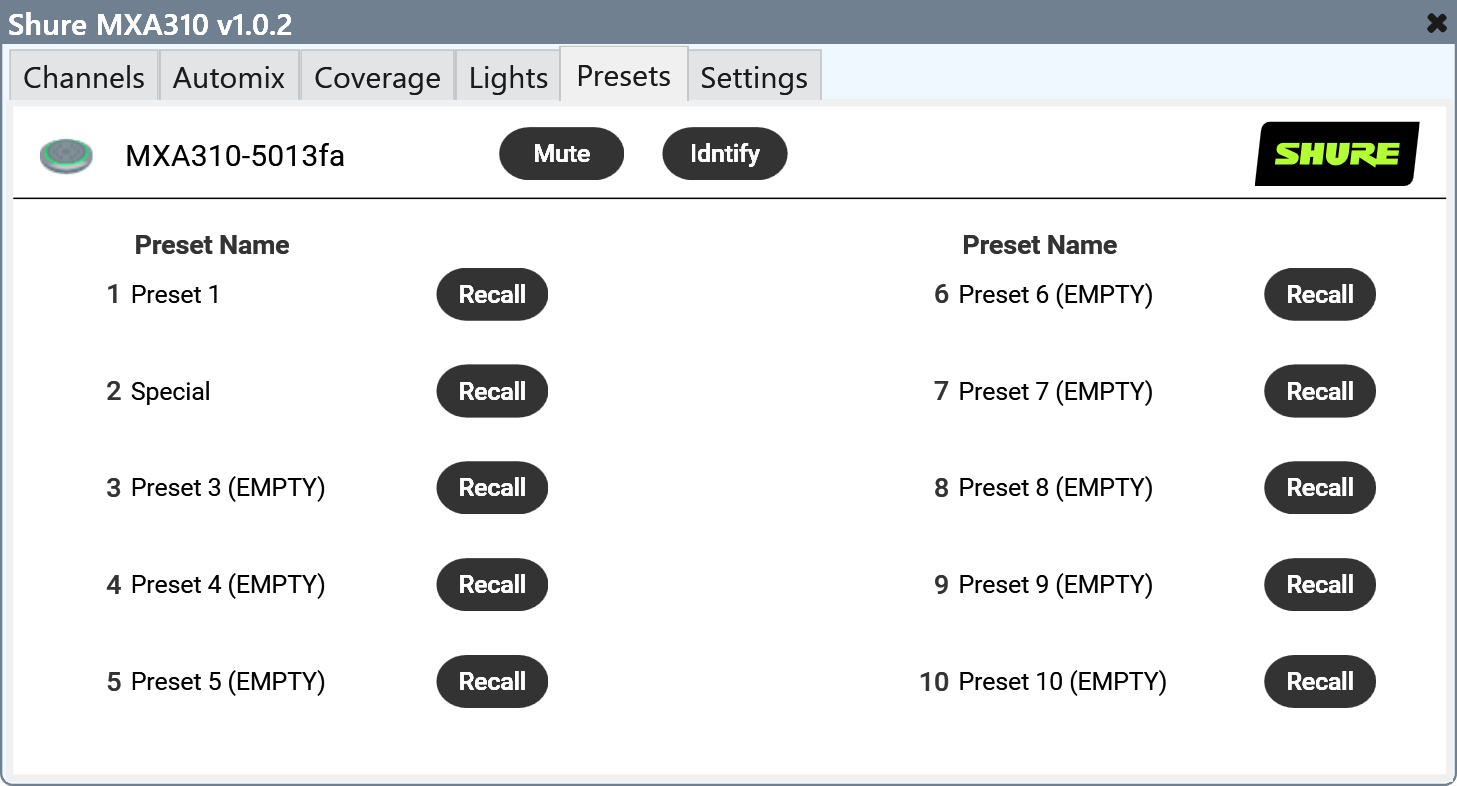 Shure MXA310 v1.0.2
Channels Automix Coverage Lights Presets Settings
MXA310-5013fa Mute Idntify SHURE
Preset Name Preset Name
1 Preset 1 Recall 6 Preset 6 (EMPTY) Recall
2 Special Recall 7 Preset 7 (EMPTY) Recall
3 Preset 3 (EMPTY) Recall 8 Preset 8 (EMPTY) Recall
4 Preset 4 (EMPTY) Recall 9 Preset 9 (EMPTY) Recall
5 Preset 5 (EMPTY) Recall 10 Preset 10 (EMPTY) Recall